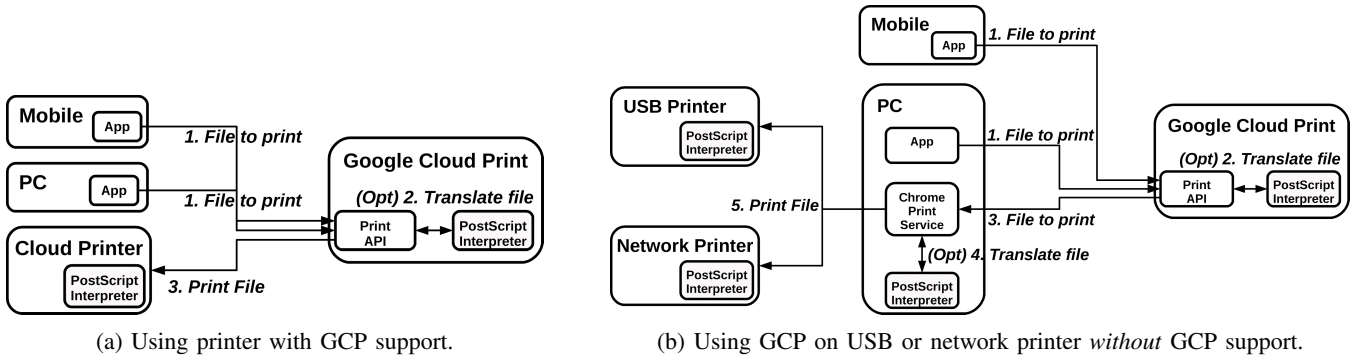 Mobile
App
1. File to print
PC
App
1. File to print
Google Cloud Print
(Opt) 2. Translate file
Print
API
PostScript
Interpreter
Cloud Printer
PostScript
Interpreter
3. Print File
(a) Using printer with GCP support.
Mobile
App
1. File to print
USB Printer
PostScript
Interpreter
PC
App
1. File to print
Google Cloud Print
(Opt) 2. Translate file
Print
API
PostScript
Interpreter
5. Print File
Chrome
Print
Service
3. File to print
Network Printer
PostScript
Interpreter
(Opt) 4. Translate file
PostScript
Interpreter
(b) Using GCP on USB or network printer without GCP support.